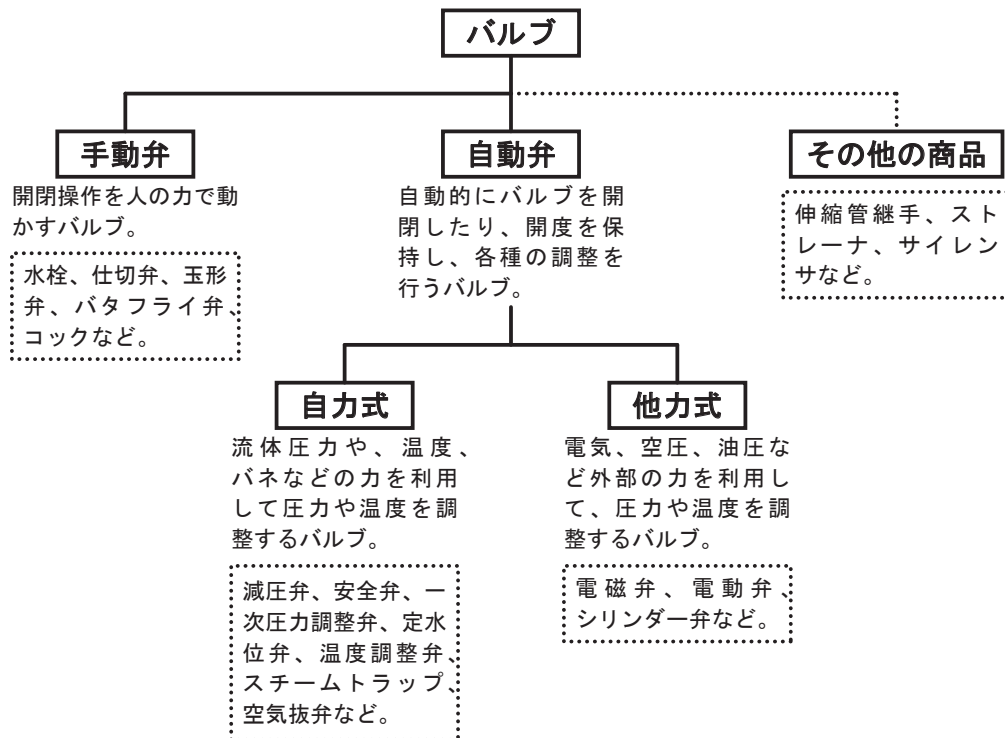 バルブ
手動弁
開閉操作を人の力で動
かすバルブ。
水栓、仕切弁、玉形
弁、バタフライ弁、
コックなど。
自動弁
自動的にバルブを開
閉したり、開度を保
持し、各種の調整を
行うバルブ。
その他の商品
伸縮管継手、スト
レーナ、サイレン
サなど。
自力式
流体圧力や、温度、
バネなどの力を利用
して圧力や温度を調
整するバルブ。
減圧弁、安全弁、一
次圧力調整弁、定水
位弁、温度調整弁、
スチームトラップ、
空気抜弁など。
他力式
電気、空圧、油圧な
ど外部の力を利用し
て、圧力や温度を調
整するバルブ。
電磁弁、電動弁、
シリンダー弁など。